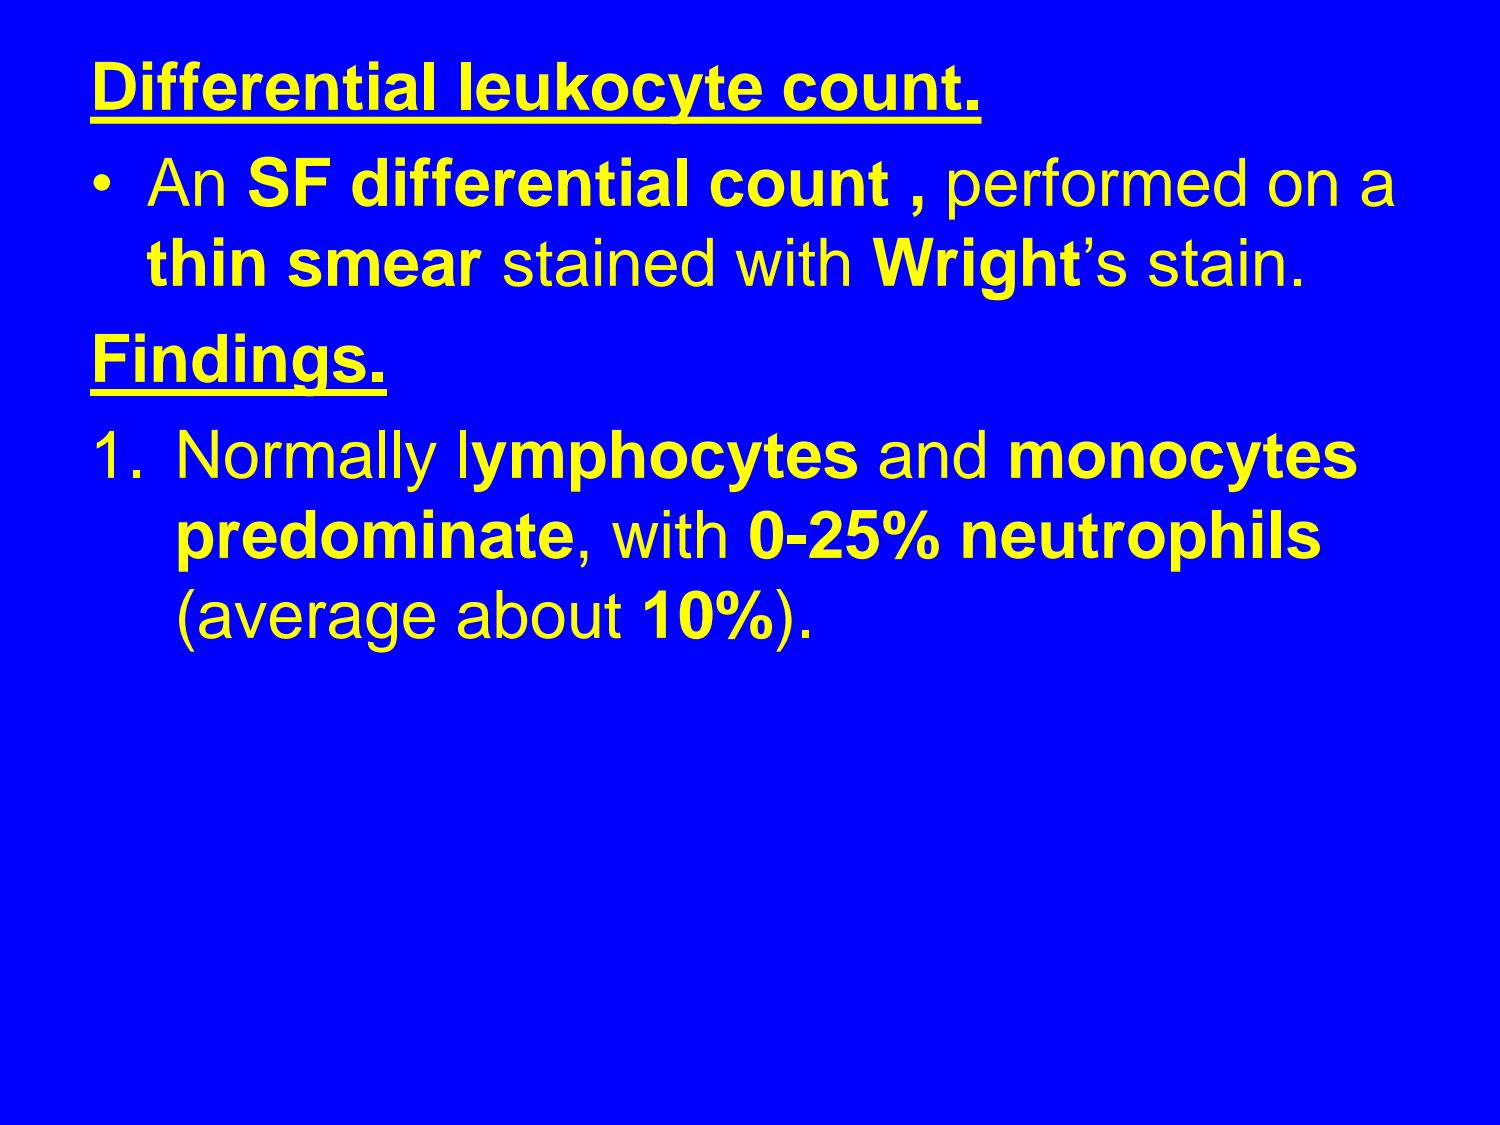 Differential leukocyte count.
• An SF differential count , performed on a
thin smear stained with Wright’s stain.
Findings.
1. Normally lymphocytes and monocytes
predominate, with 0-25% neutrophils
(average about 10%).